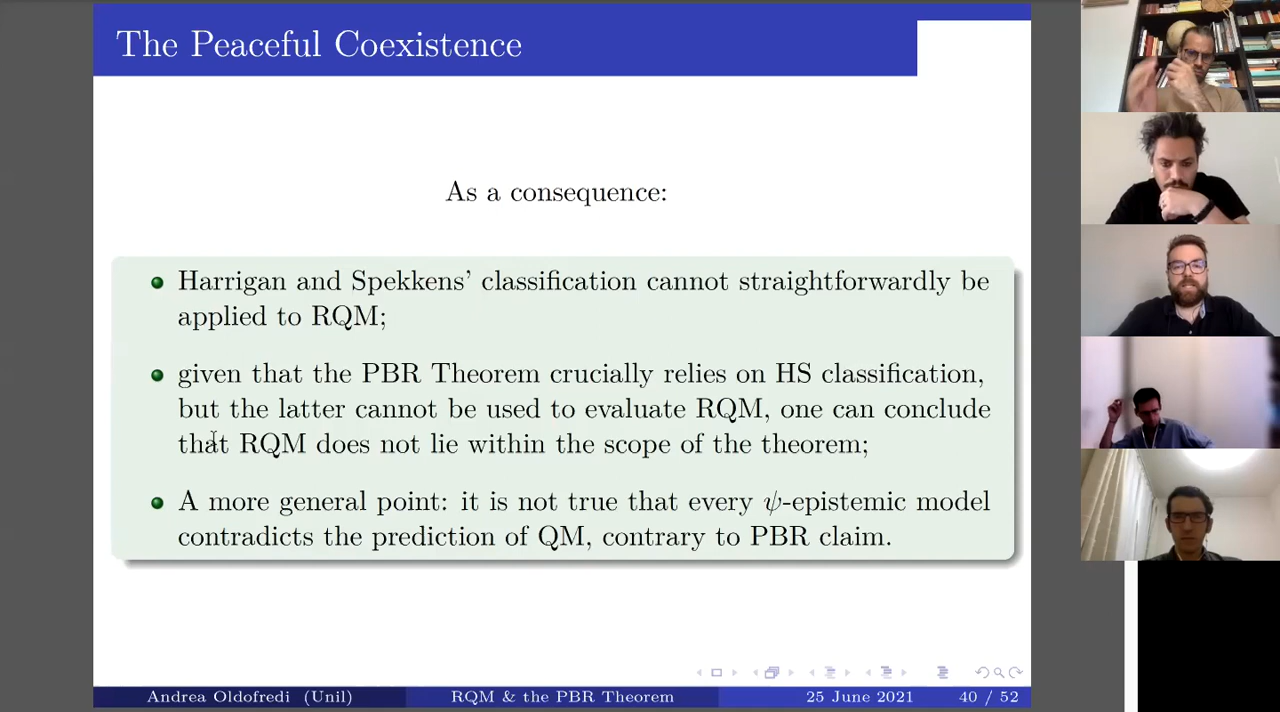 The Peaceful Coexistence
As a consequence:
Harrigan and Spekkens’ classification cannot straightforwardly be
applied to RQM;
given that the PBR Theorem crucially relies on HS classification,
but the latter cannot be used to evaluate RQM, one can conclude
that RQM does not lie within the scope of the theorem;
A more general point: it is not true that every ψ-epistemic model
contradicts the prediction of QM, contrary to PBR claim.
Andrea Oldofredi (Unil) RQM & the PBR Theorem 25 June 2021 40 / 52